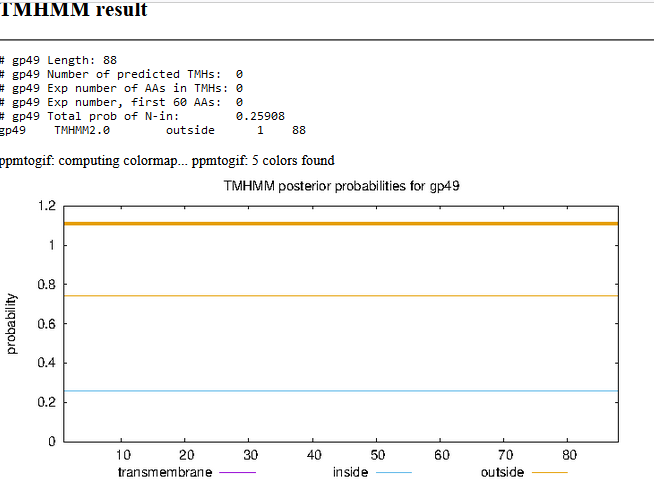 TMHMM result
# gp49 Length: 88
# gp49 Number of predicted TMHs: 0
# gp49 Exp number of AAs in TMHs: 0
# gp49 Exp number, first 60 AAs: 0
# gp49 Total prob of N-in: 0.25908
gp49 TMHMM2.0 outside 1 88
ppmtogif: computing colormap... ppmtogif: 5 colors found
TMHMM posterior probabilities for gp49
probability
1.2
1
0.8
0.6
0.4
0.2
0
10 20 30 40 50 60 70 80
transmembrane inside outside